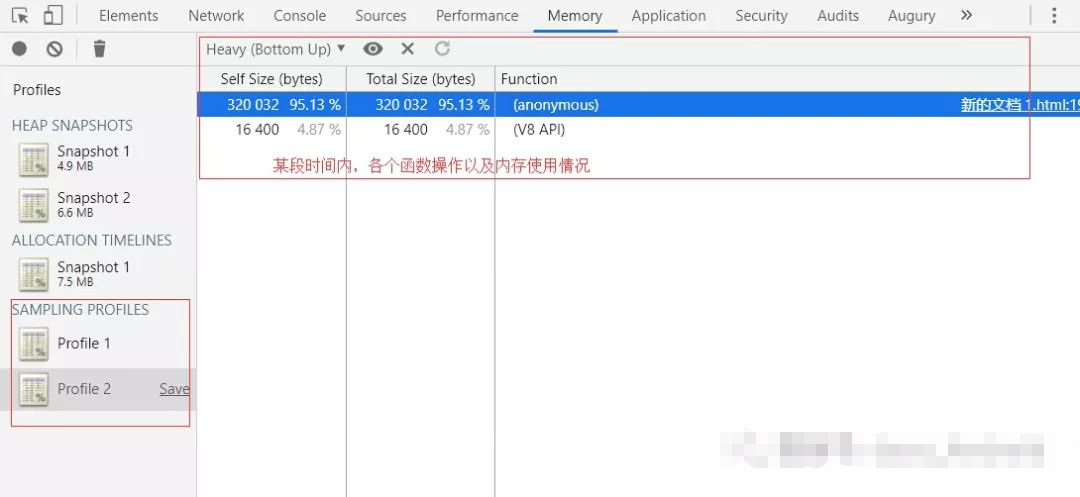 Elements Network Console Sources Performance Memory Application Security Audits Augury
Heavy (Bottom Up) ▼
Profiles
HEAP SNAPSHOTS
Snapshot 1
4.9 MB
Snapshot 2
6.6 MB
ALLOCATION TIMELINES
Snapshot 1
7.5 MB
SAMPLING PROFILES
Profile 1
Profile 2 Save
Self Size (bytes) Total Size (bytes) Function
320 032 95.13 % 320 032 95.13 % (anonymous) 新的文档 1.html:19
16 400 4.87 % 16 400 4.87 % (V8 API)
某段时间内，各个函数操作以及内存使用情况